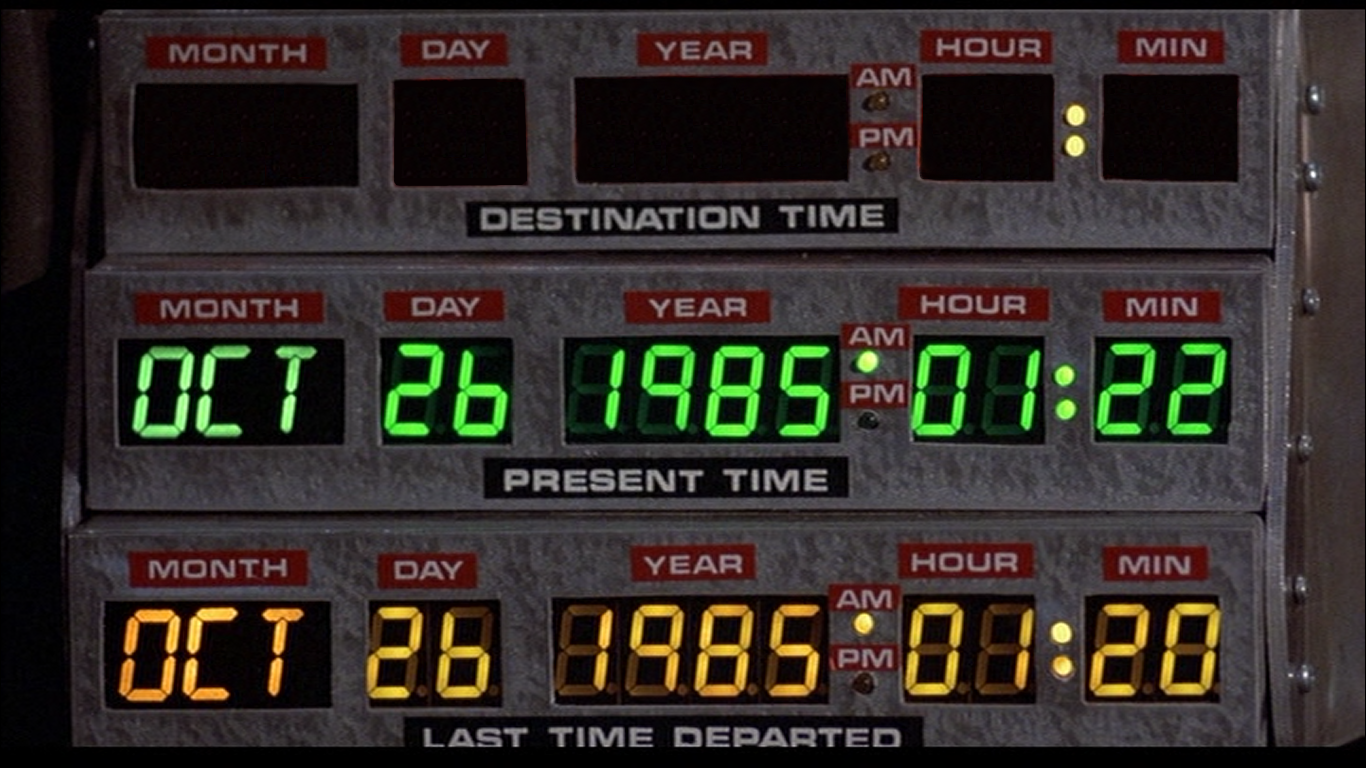 MONTH DAY YEAR HOUR MIN
AM
PM
DESTINATION TIME
MONTH DAY YEAR HOUR MIN
AM
OCT 26 1985 01:22
PM
PRESENT TIME
MONTH DAY YEAR HOUR MIN
AM
OCT 26 1985 01:20
PM
LAST TIME DEPARTED